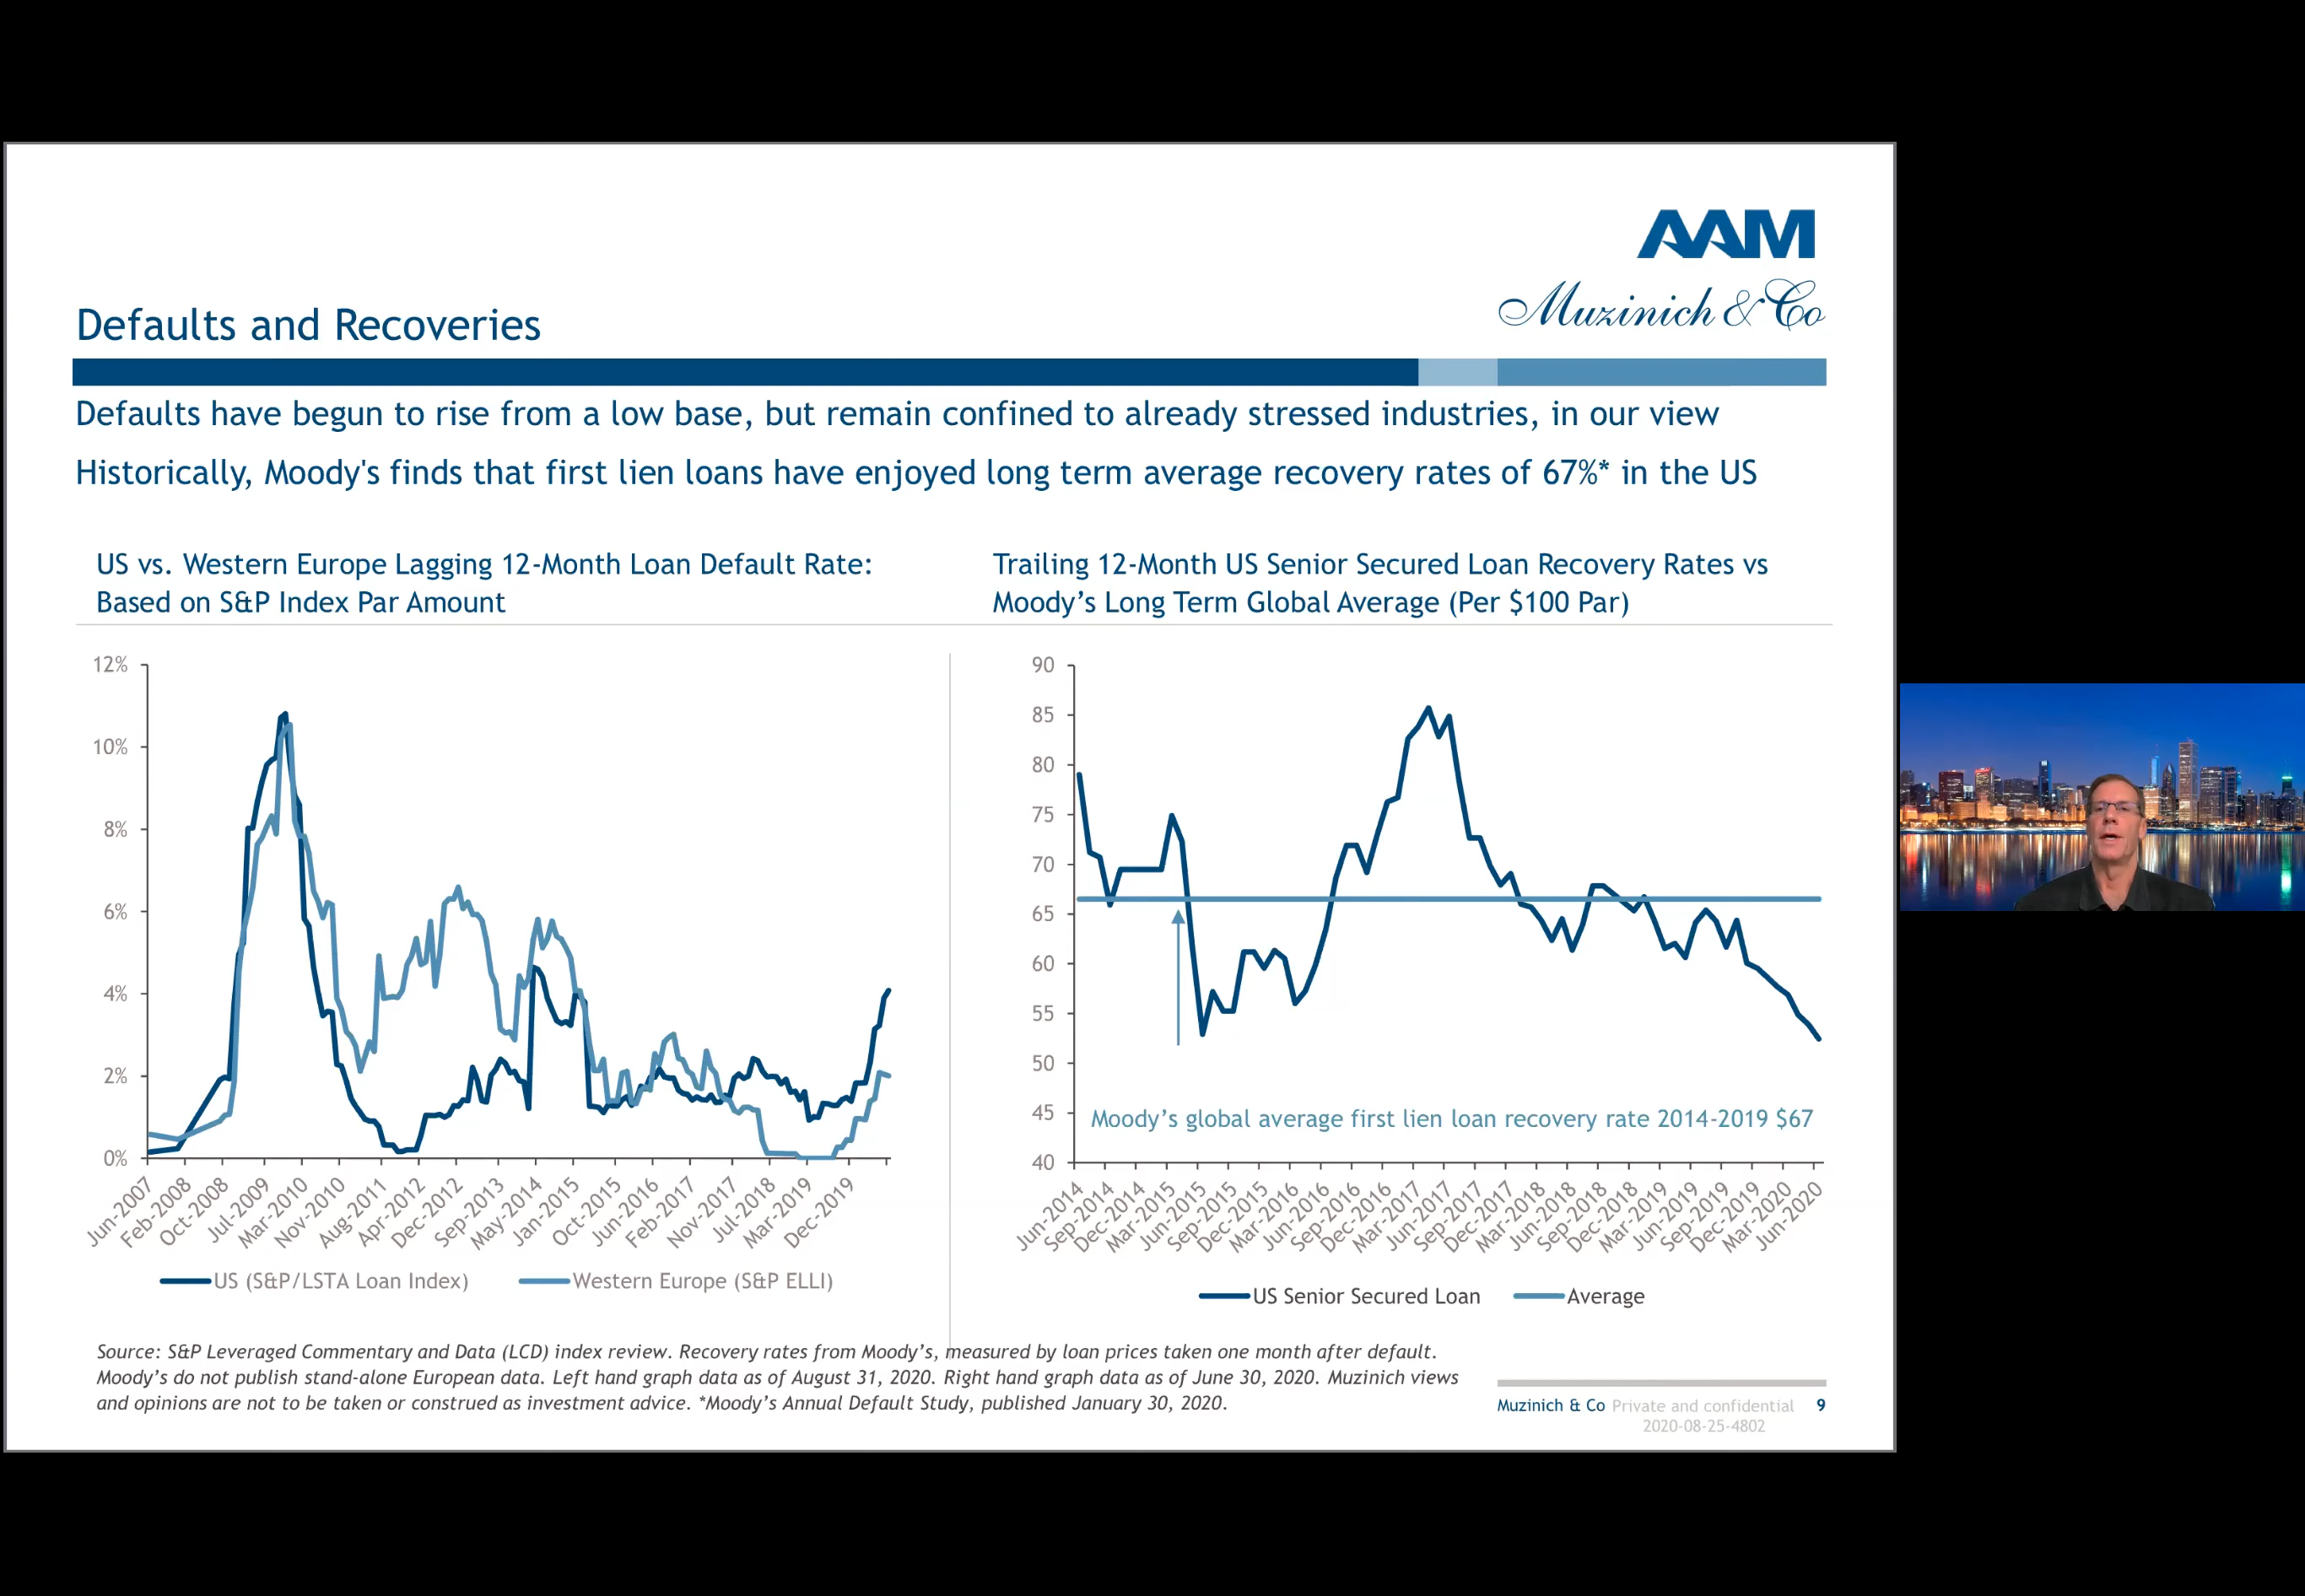 AAM
Muzinich & Co
Defaults and Recoveries
Defaults have begun to rise from a low base, but remain confined to already stressed industries, in our view
Historically, Moody's finds that first lien loans have enjoyed long term average recovery rates of 67%* in the US
US vs. Western Europe Lagging 12-Month Loan Default Rate:
Based on S&P Index Par Amount
12%
10%
8%
6%
4%
2%
0%
Jun-2007
Feb-2008
Oct-2008
Jul-2009
Mar-2010
Nov-2010
Aug-2011
Apr-2012
Dec-2012
Sep-2013
May-2014
Jan-2015
Oct-2015
Jun-2016
Feb-2017
Nov-2017
Jul-2018
Mar-2019
Dec-2019
US (S&P/LSTA Loan Index)
Western Europe (S&P ELLI)
Trailing 12-Month US Senior Secured Loan Recovery Rates vs
Moody’s Long Term Global Average (Per $100 Par)
90
85
80
75
70
65
60
55
50
45
40
Moody’s global average first lien loan recovery rate 2014-2019 $67
Jun-2014
Sep-2014
Dec-2014
Mar-2015
Jun-2015
Sep-2015
Dec-2015
Mar-2016
Jun-2016
Sep-2016
Dec-2016
Mar-2017
Jun-2017
Sep-2017
Dec-2017
Mar-2018
Jun-2018
Sep-2018
Dec-2018
Mar-2019
Jun-2019
Sep-2019
Dec-2019
Mar-2020
Jun-2020
US Senior Secured Loan
Average
Source: S&P Leveraged Commentary and Data (LCD) index review. Recovery rates from Moody’s, measured by loan prices taken one month after default.
Moody’s do not publish stand-alone European data. Left hand graph data as of August 31, 2020. Right hand graph data as of June 30, 2020. Muzinich views
and opinions are not to be taken or construed as investment advice. *Moody’s Annual Default Study, published January 30, 2020.
Muzinich & Co Private and confidential 9
2020-08-25-4802